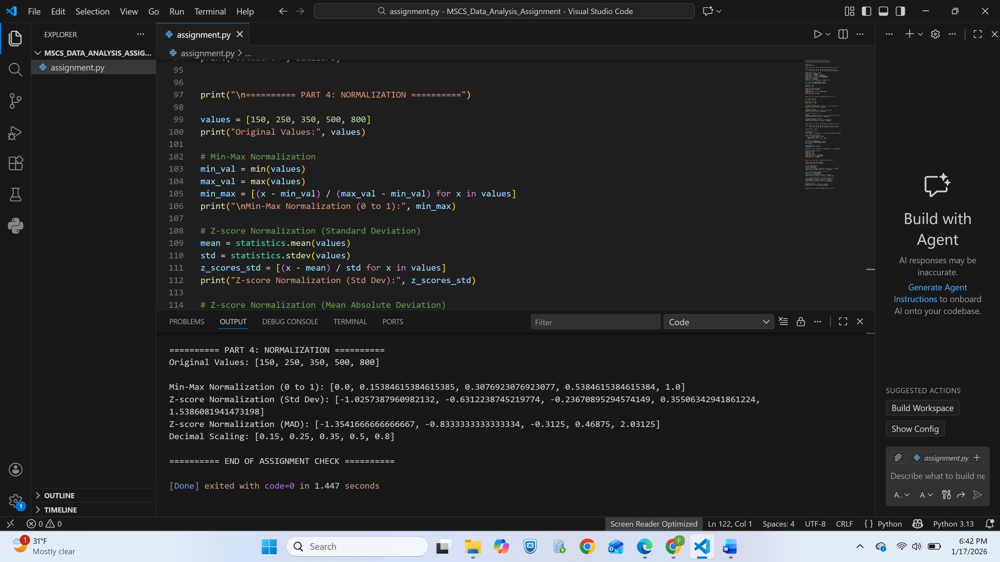 File Edit Selection View Go Run Terminal Help
assignment.py - MSCS_Data_Analysis_Assignment - Visual Studio Code
EXPLORER
MSCS_DATA_ANALYSIS_ASSIG...
assignment.py
OUTLINE
TIMELINE
assignment.py
assignment.py > ...
95
96
97 print("\n========== PART 4: NORMALIZATION ==========")
98
99 values = [150, 250, 350, 500, 800]
100 print("Original Values:", values)
101
102 # Min-Max Normalization
103 min_val = min(values)
104 max_val = max(values)
105 min_max = [(x - min_val) / (max_val - min_val) for x in values]
106 print("\nMin-Max Normalization (0 to 1):", min_max)
107
108 # Z-score Normalization (Standard Deviation)
109 mean = statistics.mean(values)
110 std = statistics.stdev(values)
111 z_scores_std = [(x - mean) / std for x in values]
112 print("Z-score Normalization (Std Dev):", z_scores_std)
113
114 # Z-score Normalization (Mean Absolute Deviation)
PROBLEMS OUTPUT DEBUG CONSOLE TERMINAL PORTS
Filter
Code
========== PART 4: NORMALIZATION ==========
Original Values: [150, 250, 350, 500, 800]
Min-Max Normalization (0 to 1): [0.0, 0.15384615384615385, 0.3076923076923077, 0.5384615384615384, 1.0]
Z-score Normalization (Std Dev): [-1.0257387960982132, -0.6312238745219774, -0.23670895294574149, 0.35506342941861224,
1.5386081941473198]
Z-score Normalization (MAD): [-1.3541666666666667, -0.8333333333333334, -0.3125, 0.46875, 2.03125]
Decimal Scaling: [0.15, 0.25, 0.35, 0.5, 0.8]
========== END OF ASSIGNMENT CHECK ==========
[Done] exited with code=0 in 1.447 seconds
Build with
Agent
AI responses may be
inaccurate.
Generate Agent
Instructions to onboard
AI onto your codebase.
SUGGESTED ACTIONS
Build Workspace
Show Config
assignment.py
Describe what to build ne
A.. A
1
0 0
Screen Reader Optimized Ln 122, Col 1 Spaces: 4 UTF-8 CRLF {} Python Python 3.13
1
31°F
Mostly clear
Search
F
6:42 PM
1/17/2026